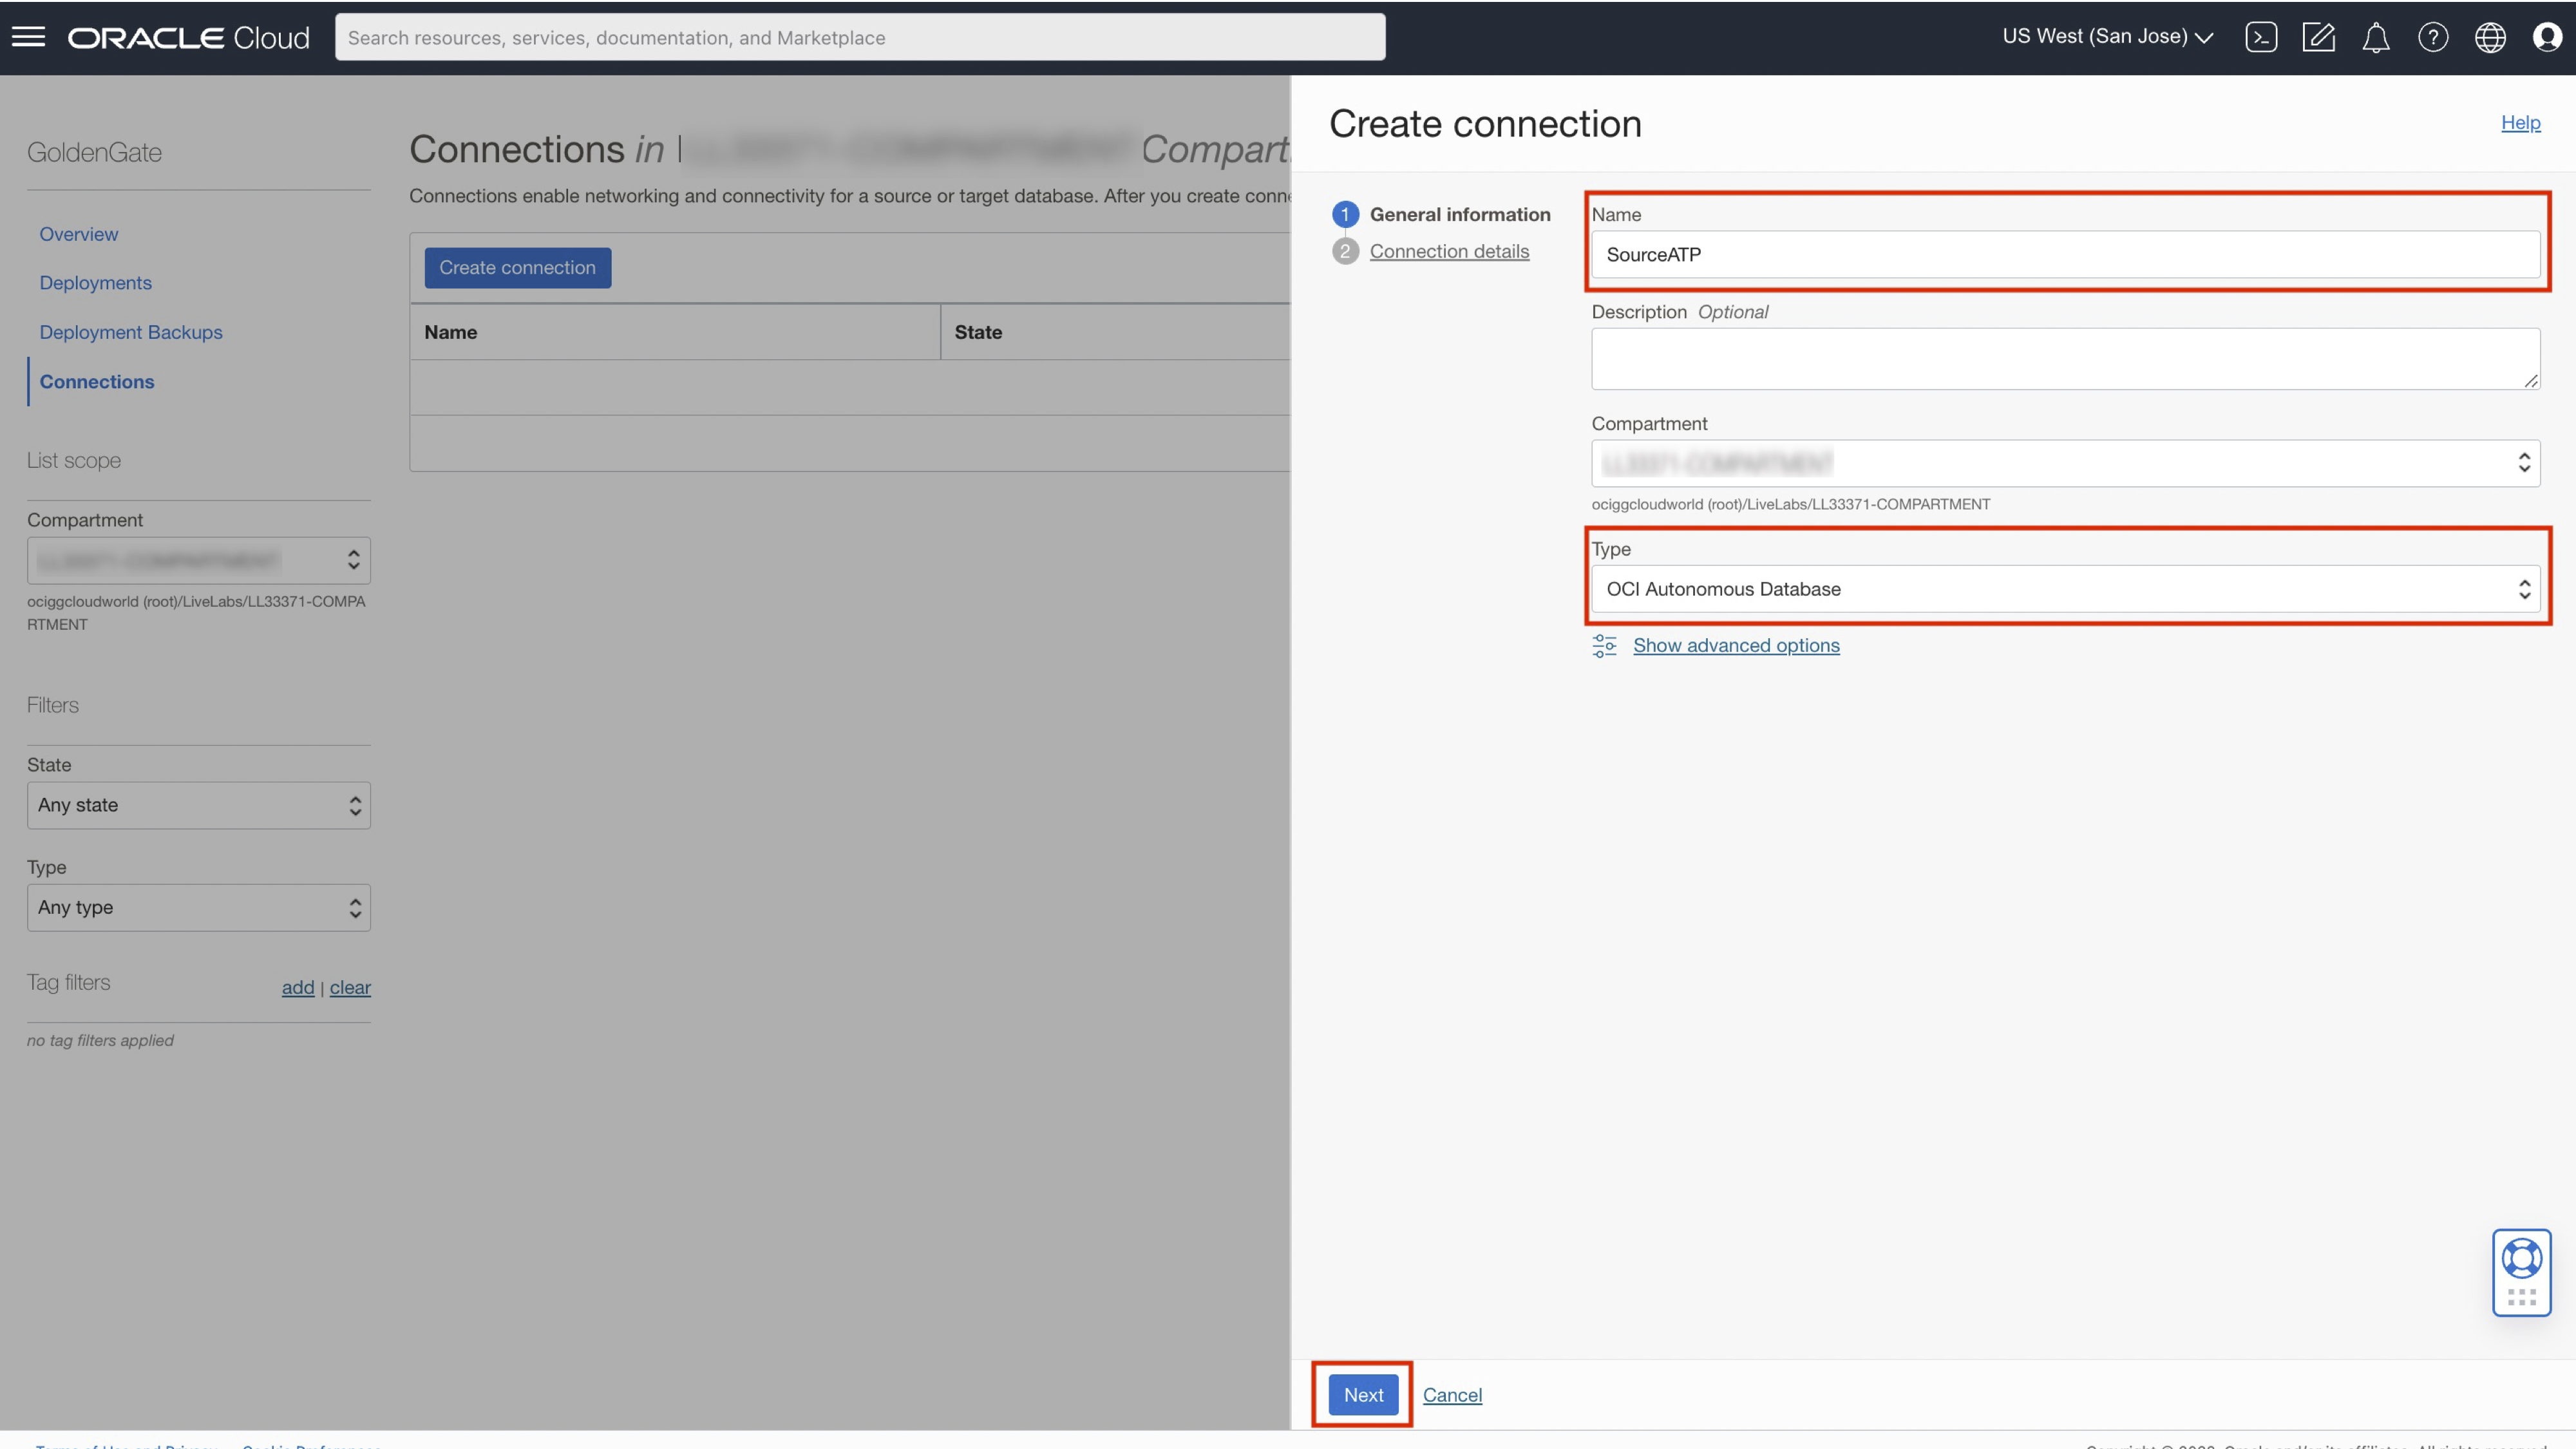 ORACLE Cloud
Search resources, services, documentation, and Marketplace
US West (San Jose)
GoldenGate
Overview
Deployments
Deployment Backups
Connections
List scope
Compartment
ociggcloudworld (root)/LiveLabs/LL33371-COMPA
RTMENT
Filters
State
Any state
Type
Any type
Tag filters
add | clear
no tag filters applied
Connections in Compart
Connections enable networking and connectivity for a source or target database. After you create conne
Create connection
Name State
Create connection
Help
1 General information
2 Connection details
Name
SourceATP
Description Optional
Compartment
LL33371-COMPARTMENT
ociggcloudworld (root)/LiveLabs/LL33371-COMPARTMENT
Type
OCI Autonomous Database
Show advanced options
Next
Cancel